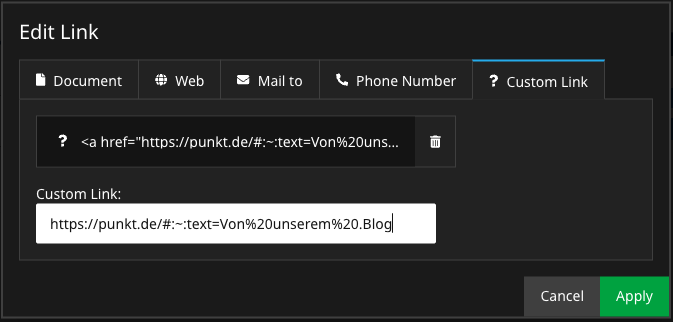 Edit Link
Document Web Mail to Phone Number ? Custom Link
? <a href="https://punkt.de/#:~:text=Von%20uns...
Custom Link:
https://punkt.de/#:~:text=Von%20unserem%20.Blog
Cancel Apply